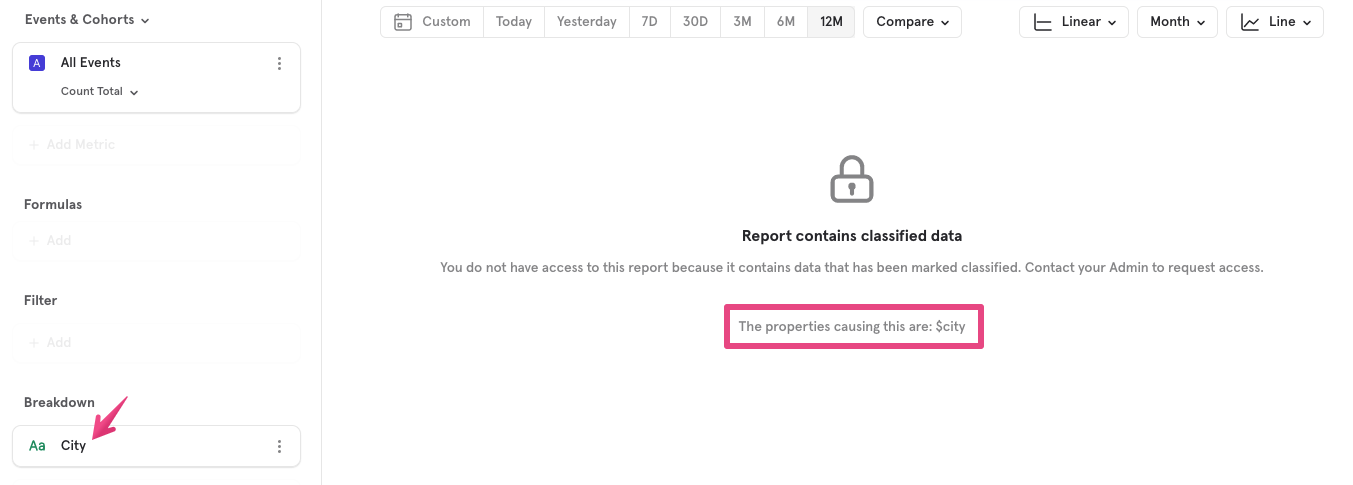 Events & Cohorts
A All Events
Count Total
+ Add Metric
Formulas
+ Add
Filter
+ Add
Breakdown
Aa City
Custom Today Yesterday 7D 30D 3M 6M 12M Compare Linear Month Line
Report contains classified data
You do not have access to this report because it contains data that has been marked classified. Contact your Admin to request access.
The properties causing this are: $city